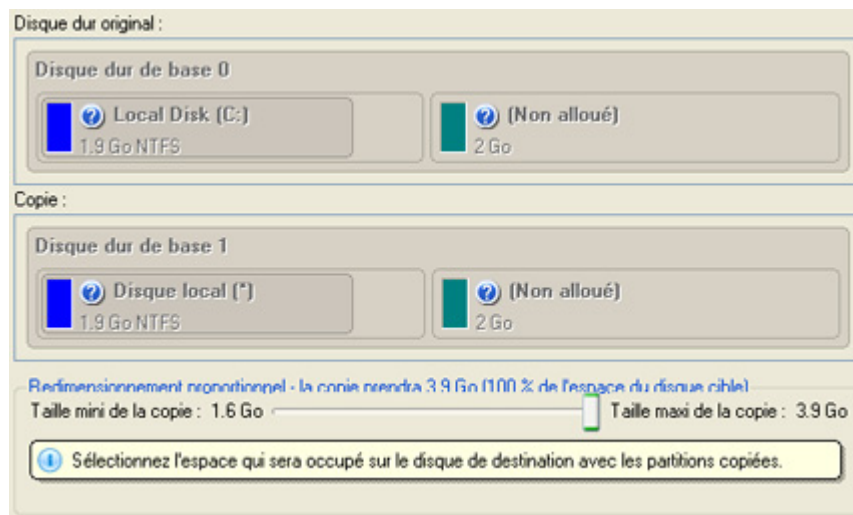 Disque dur original :
Disque dur de base 0
Local Disk (C:)
1.9 Go NTFS
(Non alloué)
2 Go
Copie :
Disque dur de base 1
Disque local (*)
1.9 Go NTFS
(Non alloué)
2 Go
Redimensionnement proportionnel - la copie prendra 3.9 Go (100 % de l'espace du disque cible)
Taille mini de la copie : 1.6 Go Taille maxi de la copie : 3.9 Go
Sélectionnez l'espace qui sera occupé sur le disque de destination avec les partitions copiées.